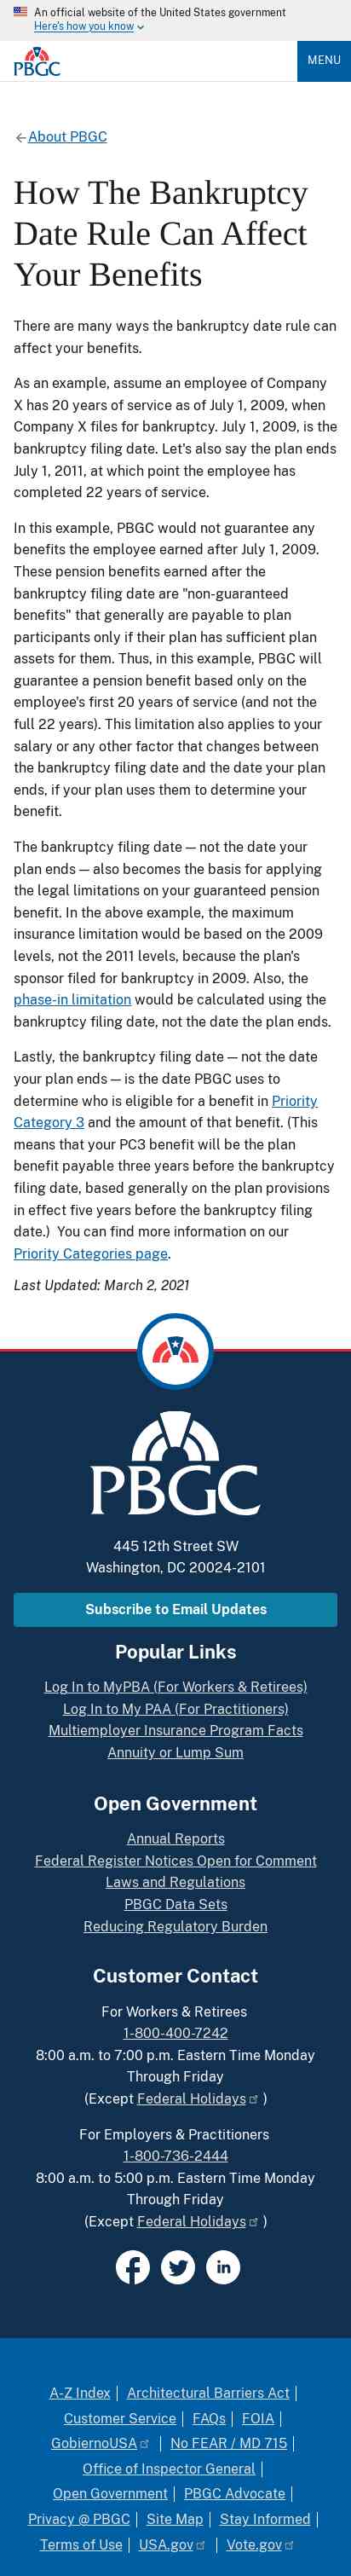 An official website of the United States government
Here's how you know
PBGC
MENU
About PBGC
How The Bankruptcy
Date Rule Can Affect
Your Benefits
There are many ways the bankruptcy date rule can
affect your benefits.
As an example, assume an employee of Company
X has 20 years of service as of July 1, 2009, when
Company X files for bankruptcy. July 1, 2009, is the
bankruptcy filing date. Let's also say the plan ends
July 1, 2011, at which point the employee has
completed 22 years of service.
In this example, PBGC would not guarantee any
benefits the employee earned after July 1, 2009.
These pension benefits earned after the
bankruptcy filing date are "non-guaranteed
benefits" that generally are payable to plan
participants only if their plan has sufficient plan
assets for them. Thus, in this example, PBGC will
guarantee a pension benefit based only on the
employee's first 20 years of service (and not the
full 22 years). This limitation also applies to your
salary or any other factor that changes between
the bankruptcy filing date and the date your plan
ends, if your plan uses them to determine your
benefit.
The bankruptcy filing date — not the date your
plan ends — also becomes the basis for applying
the legal limitations on your guaranteed pension
benefit. In the above example, the maximum
insurance limitation would be based on the 2009
levels, not the 2011 levels, because the plan's
sponsor filed for bankruptcy in 2009. Also, the
phase-in limitation would be calculated using the
bankruptcy filing date, not the date the plan ends.
Lastly, the bankruptcy filing date — not the date
your plan ends — is the date PBGC uses to
determine who is eligible for a benefit in Priority
Category 3 and the amount of that benefit. (This
means that your PC3 benefit will be the plan
benefit payable three years before the bankruptcy
filing date, based generally on the plan provisions
in effect five years before the bankruptcy filing
date.) You can find more information on our
Priority Categories page.
Last Updated: March 2, 2021
PBGC
445 12th Street SW
Washington, DC 20024-2101
Subscribe to Email Updates
Popular Links
Log In to MyPBA (For Workers & Retirees)
Log In to My PAA (For Practitioners)
Multiemployer Insurance Program Facts
Annuity or Lump Sum
Open Government
Annual Reports
Federal Register Notices Open for Comment
Laws and Regulations
PBGC Data Sets
Reducing Regulatory Burden
Customer Contact
For Workers & Retirees
1-800-400-7242
8:00 a.m. to 7:00 p.m. Eastern Time Monday
Through Friday
(Except Federal Holidays )
For Employers & Practitioners
1-800-736-2444
8:00 a.m. to 5:00 p.m. Eastern Time Monday
Through Friday
(Except Federal Holidays )
A-Z Index | Architectural Barriers Act |
Customer Service | FAQs | FOIA |
GobiernoUSA | No FEAR / MD 715 |
Office of Inspector General |
Open Government | PBGC Advocate |
Privacy @ PBGC | Site Map | Stay Informed |
Terms of Use | USA.gov | Vote.gov